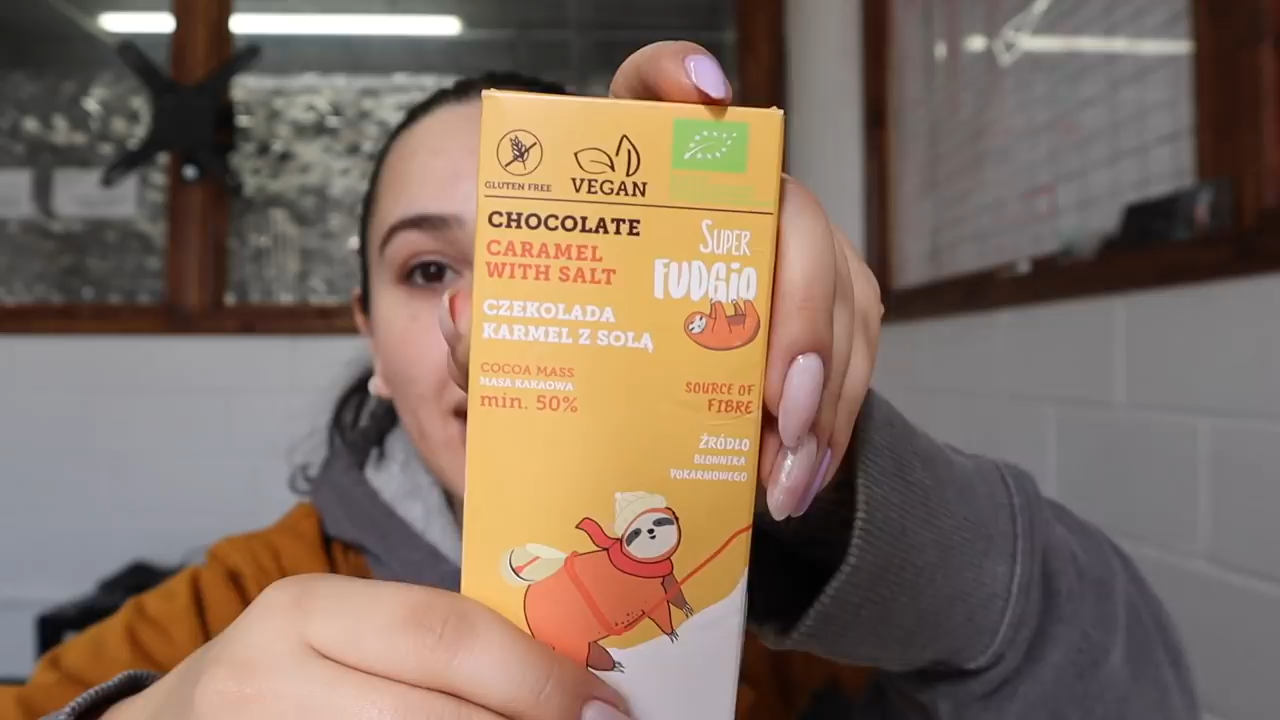 GLUTEN FREE
VEGAN
CHOCOLATE
CARAMEL
WITH SALT
SUPER
FUDGiO
CZEKOLADA
KARMEL Z SOLĄ
COCOA MASS
MASA KAKAOWA
min. 50%
SOURCE OF
FIBRE
ŹRÓDŁO
BŁONNIKA
POKARMOWEGO